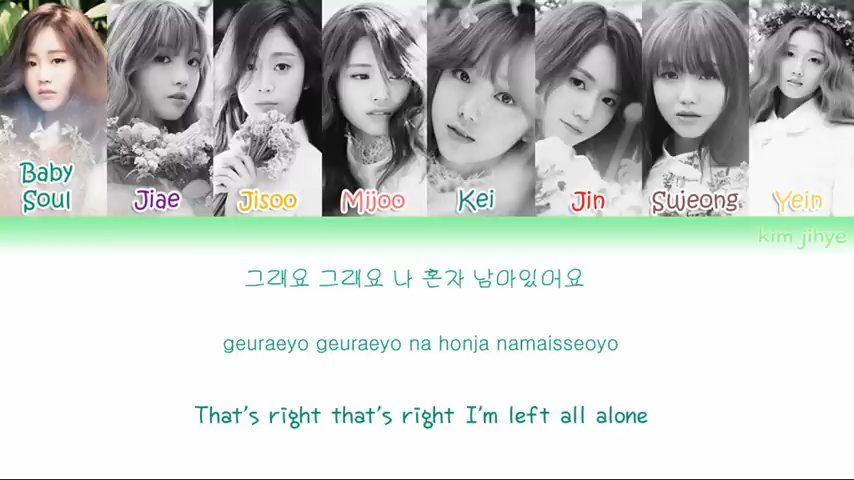 Baby
Soul
Jiae
Jisoo
Mijoo
Kei
Jin
Sujeong
Yein
kim jihye
그래요 그래요 나 혼자 남아있어요
geuraeyo geuraeyo na honja namaisseoyo
That's right that's right I'm left all alone